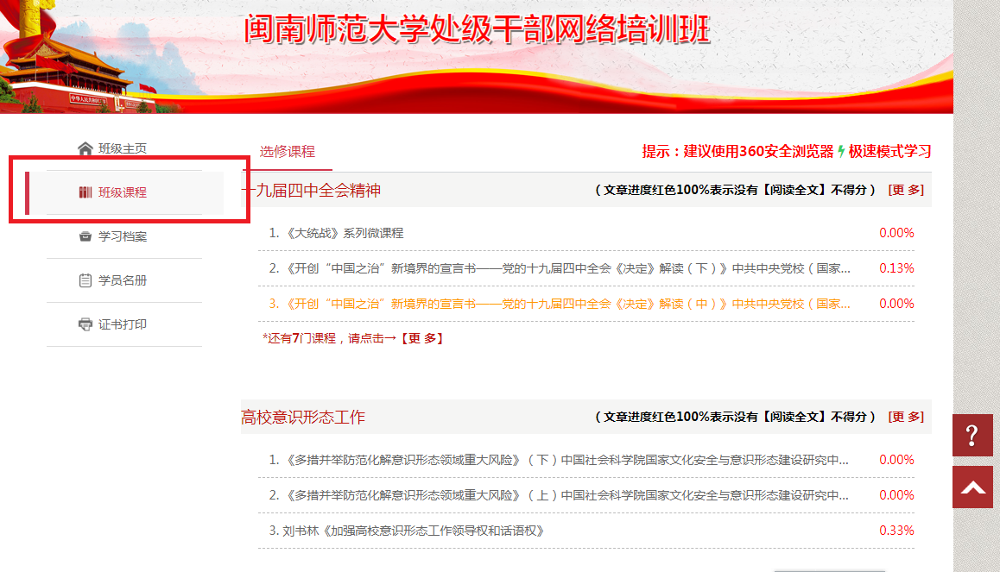 闽南师范大学处级干部网络培训班
班级主页
班级课程
学习档案
学员名册
证书打印
选修课程
提示：建议使用360安全浏览器 极速模式学习
十九届四中全会精神 （文章进度红色100%表示没有【阅读全文】不得分） [更 多]
1. 《大统战》系列微课程 0.00%
2. 《开创“中国之治”新境界的宣言书——党的十九届四中全会《决定》解读（下）》中共中央党校（国家... 0.13%
3. 《开创“中国之治”新境界的宣言书——党的十九届四中全会《决定》解读（中）》中共中央党校（国家... 0.00%
*还有7门课程，请点击→【更 多】
高校意识形态工作 （文章进度红色100%表示没有【阅读全文】不得分） [更 多]
1. 《多措并举防范化解意识形态领域重大风险》（下）中国社会科学院国家文化安全与意识形态建设研究中... 0.00%
2. 《多措并举防范化解意识形态领域重大风险》（上）中国社会科学院国家文化安全与意识形态建设研究中... 0.00%
3. 刘书林《加强高校意识形态工作领导权和话语权》 0.33%
?